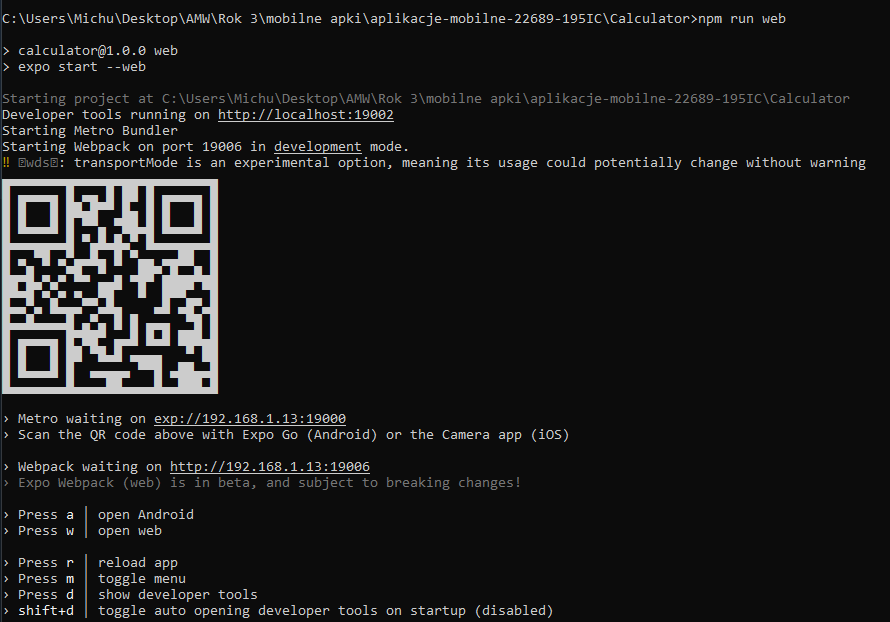 C:\Users\Michu\Desktop\AMW\Rok 3\mobilne apki\aplikacje-mobilne-22689-195IC\Calculator>npm run web
> calculator@1.0.0 web
> expo start --web
Starting project at C:\Users\Michu\Desktop\AMW\Rok 3\mobilne apki\aplikacje-mobilne-22689-195IC\Calculator
Developer tools running on http://localhost:19002
Starting Metro Bundler
Starting Webpack on port 19006 in development mode.
‼ 「wds」: transportMode is an experimental option, meaning its usage could potentially change without warning
› Metro waiting on exp://192.168.1.13:19000
› Scan the QR code above with Expo Go (Android) or the Camera app (iOS)
› Webpack waiting on http://192.168.1.13:19006
› Expo Webpack (web) is in beta, and subject to breaking changes!
› Press a │ open Android
› Press w │ open web
› Press r │ reload app
› Press m │ toggle menu
› Press d │ show developer tools
› shift+d │ toggle auto opening developer tools on startup (disabled)